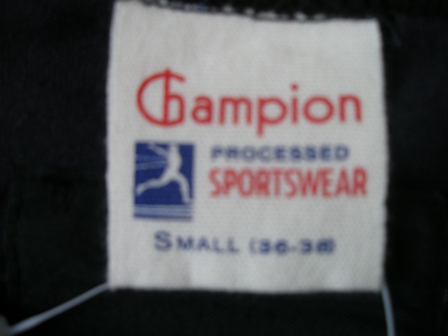 Champion
PROCESSED
SPORTSWEAR
SMALL (36-38)